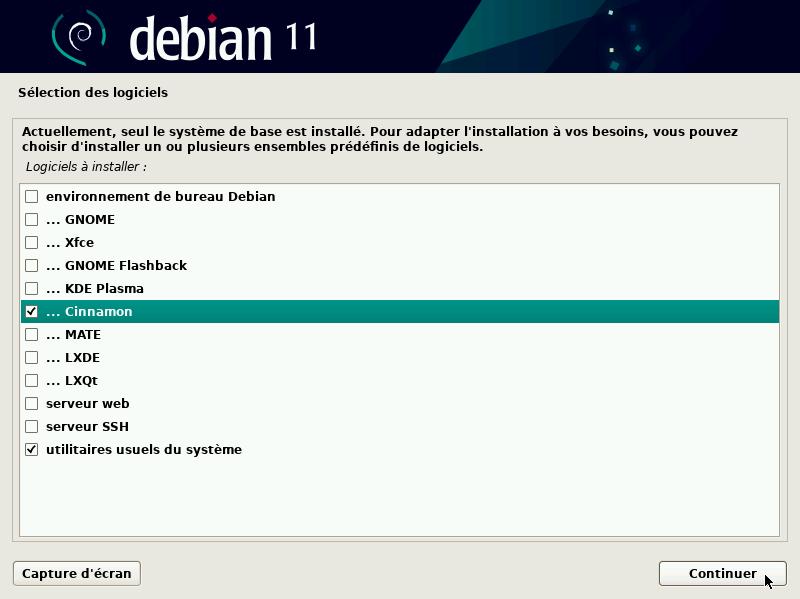 debian 11
Sélection des logiciels
Actuellement, seul le système de base est installé. Pour adapter l'installation à vos besoins, vous pouvez
choisir d'installer un ou plusieurs ensembles prédéfinis de logiciels.
Logiciels à installer :
environnement de bureau Debian
... GNOME
... Xfce
... GNOME Flashback
... KDE Plasma
... Cinnamon
... MATE
... LXDE
... LXQt
serveur web
serveur SSH
utilitaires usuels du système
Capture d'écran
Continuer